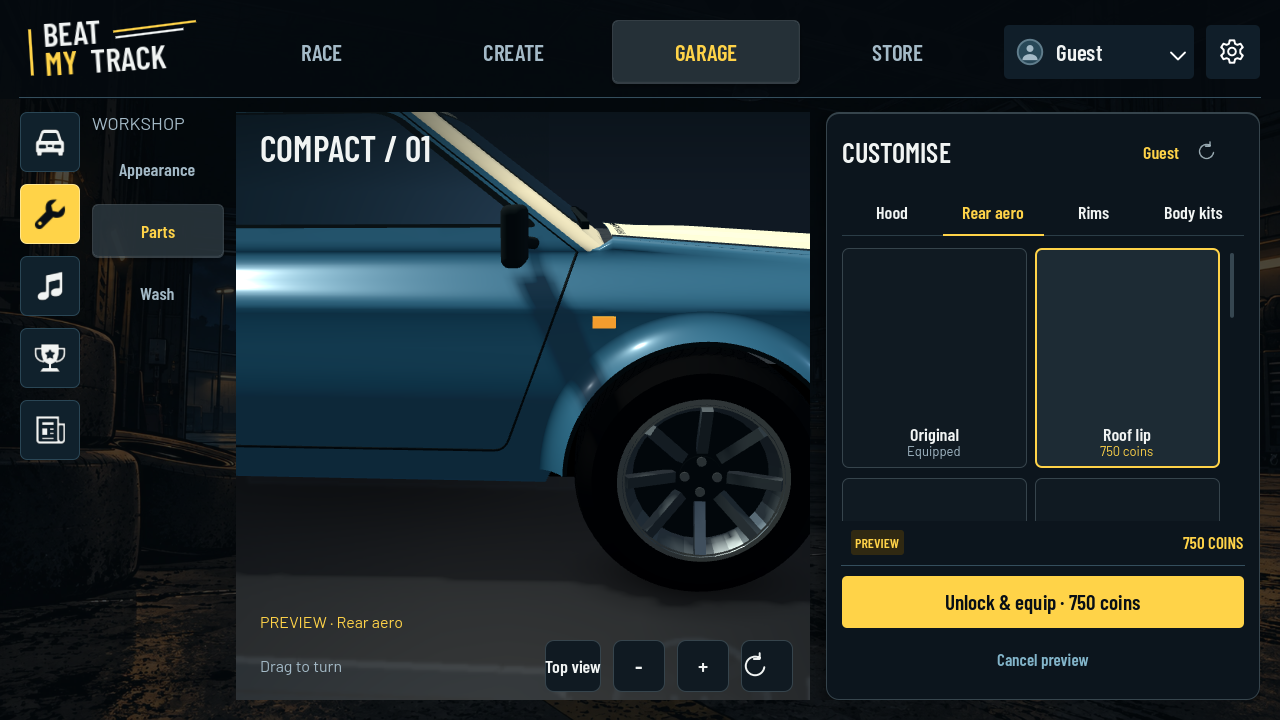 BEAT
MY TRACK
RACE
CREATE
GARAGE
STORE
Guest
WORKSHOP
Appearance
Parts
Wash
COMPACT / 01
PREVIEW · Rear aero
Drag to turn
Top view
-
+
CUSTOMISE
Guest
Hood
Rear aero
Rims
Body kits
Original
Equipped
Roof lip
750 coins
PREVIEW
750 COINS
Unlock & equip · 750 coins
Cancel preview